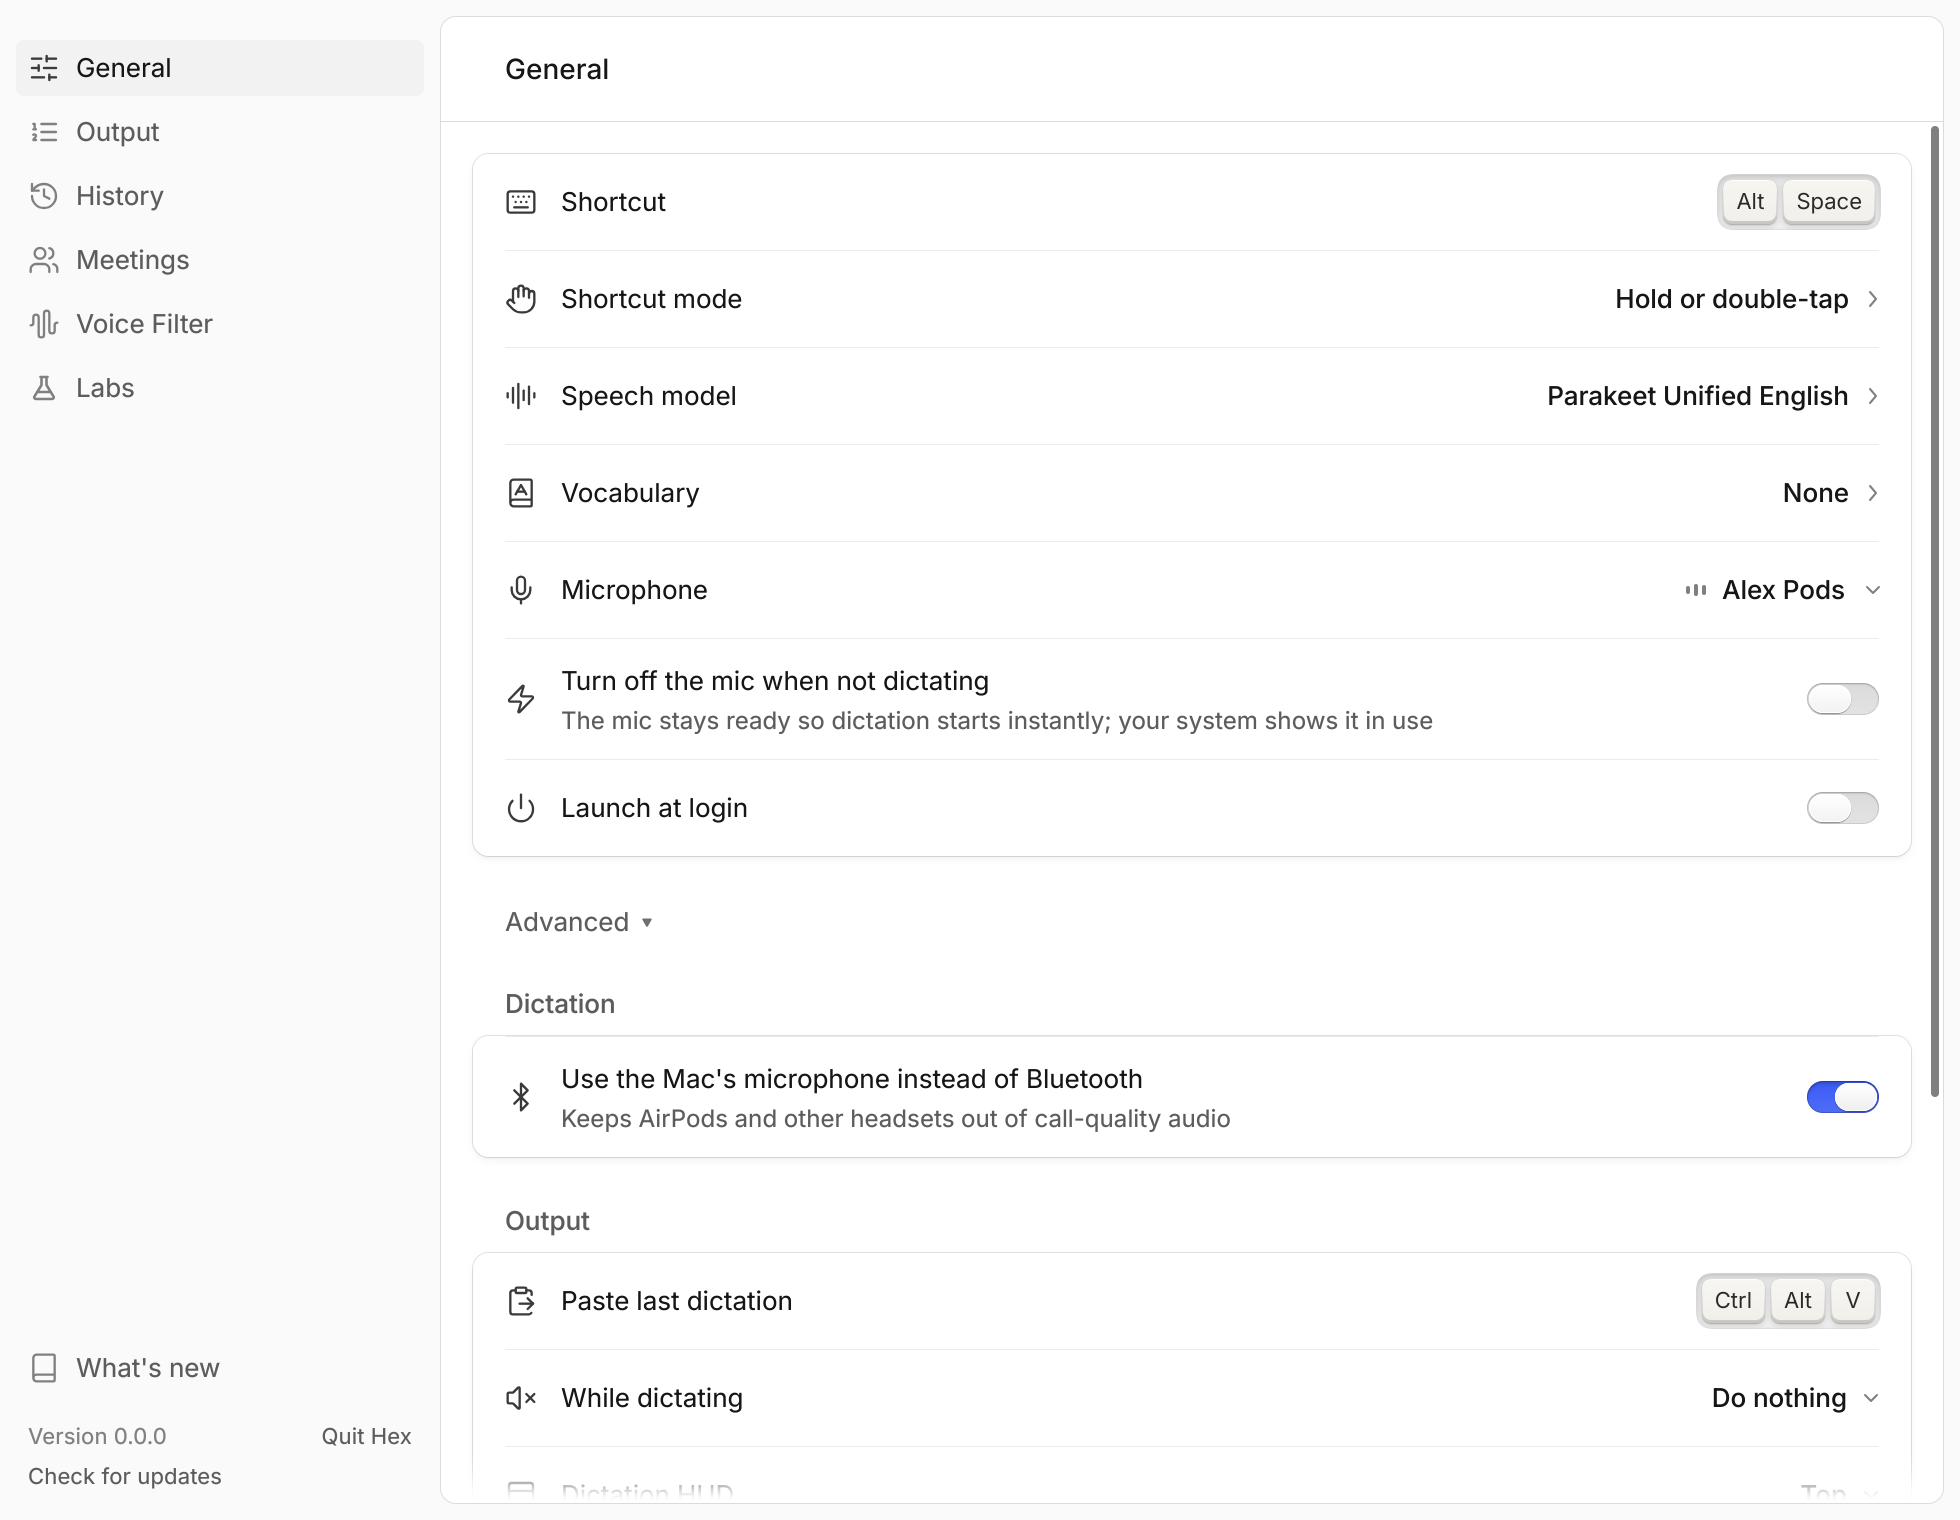 General
Output
History
Meetings
Voice Filter
Labs
What's new
Version 0.0.0
Quit Hex
Check for updates
General
Shortcut
Alt Space
Shortcut mode
Hold or double-tap
Speech model
Parakeet Unified English
Vocabulary
None
Microphone
Alex Pods
Turn off the mic when not dictating
The mic stays ready so dictation starts instantly; your system shows it in use
Launch at login
Advanced
Dictation
Use the Mac's microphone instead of Bluetooth
Keeps AirPods and other headsets out of call-quality audio
Output
Paste last dictation
Ctrl Alt V
While dictating
Do nothing
Dictation HUD
Top